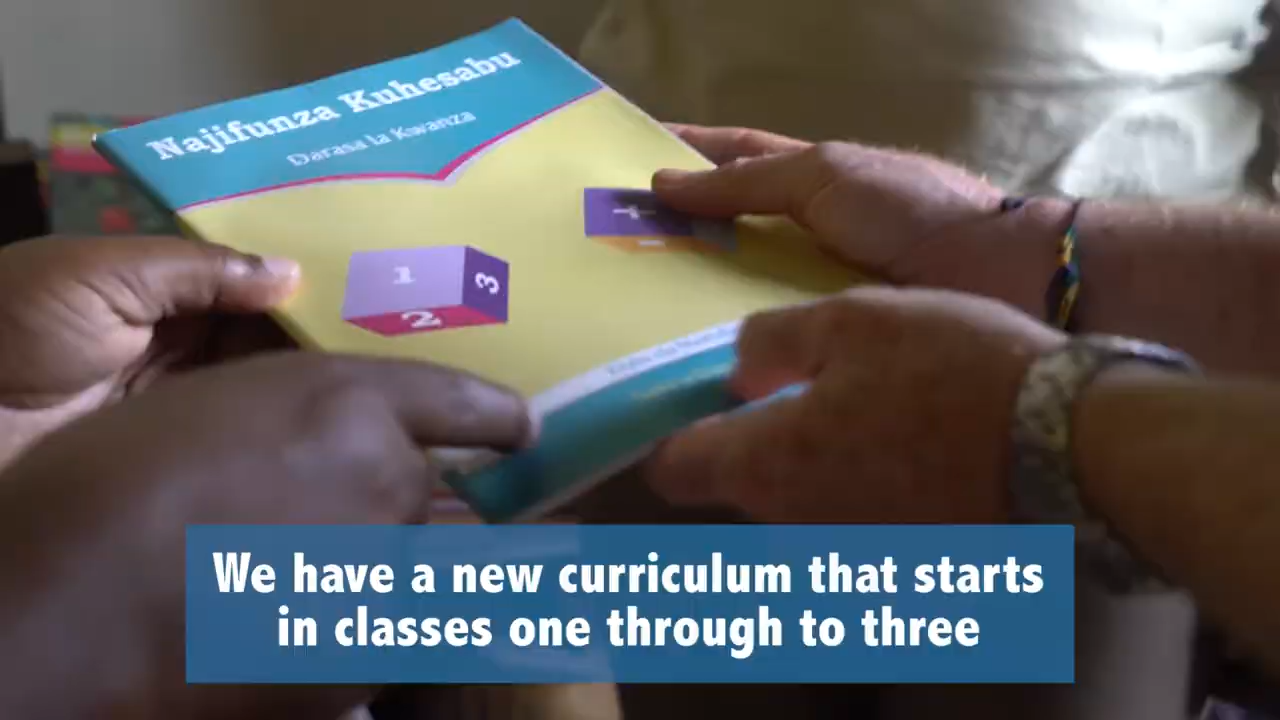 Najifunza Kuhesabu
Darasa la Kwanza
1
3
2
1
We have a new curriculum that starts
in classes one through to three